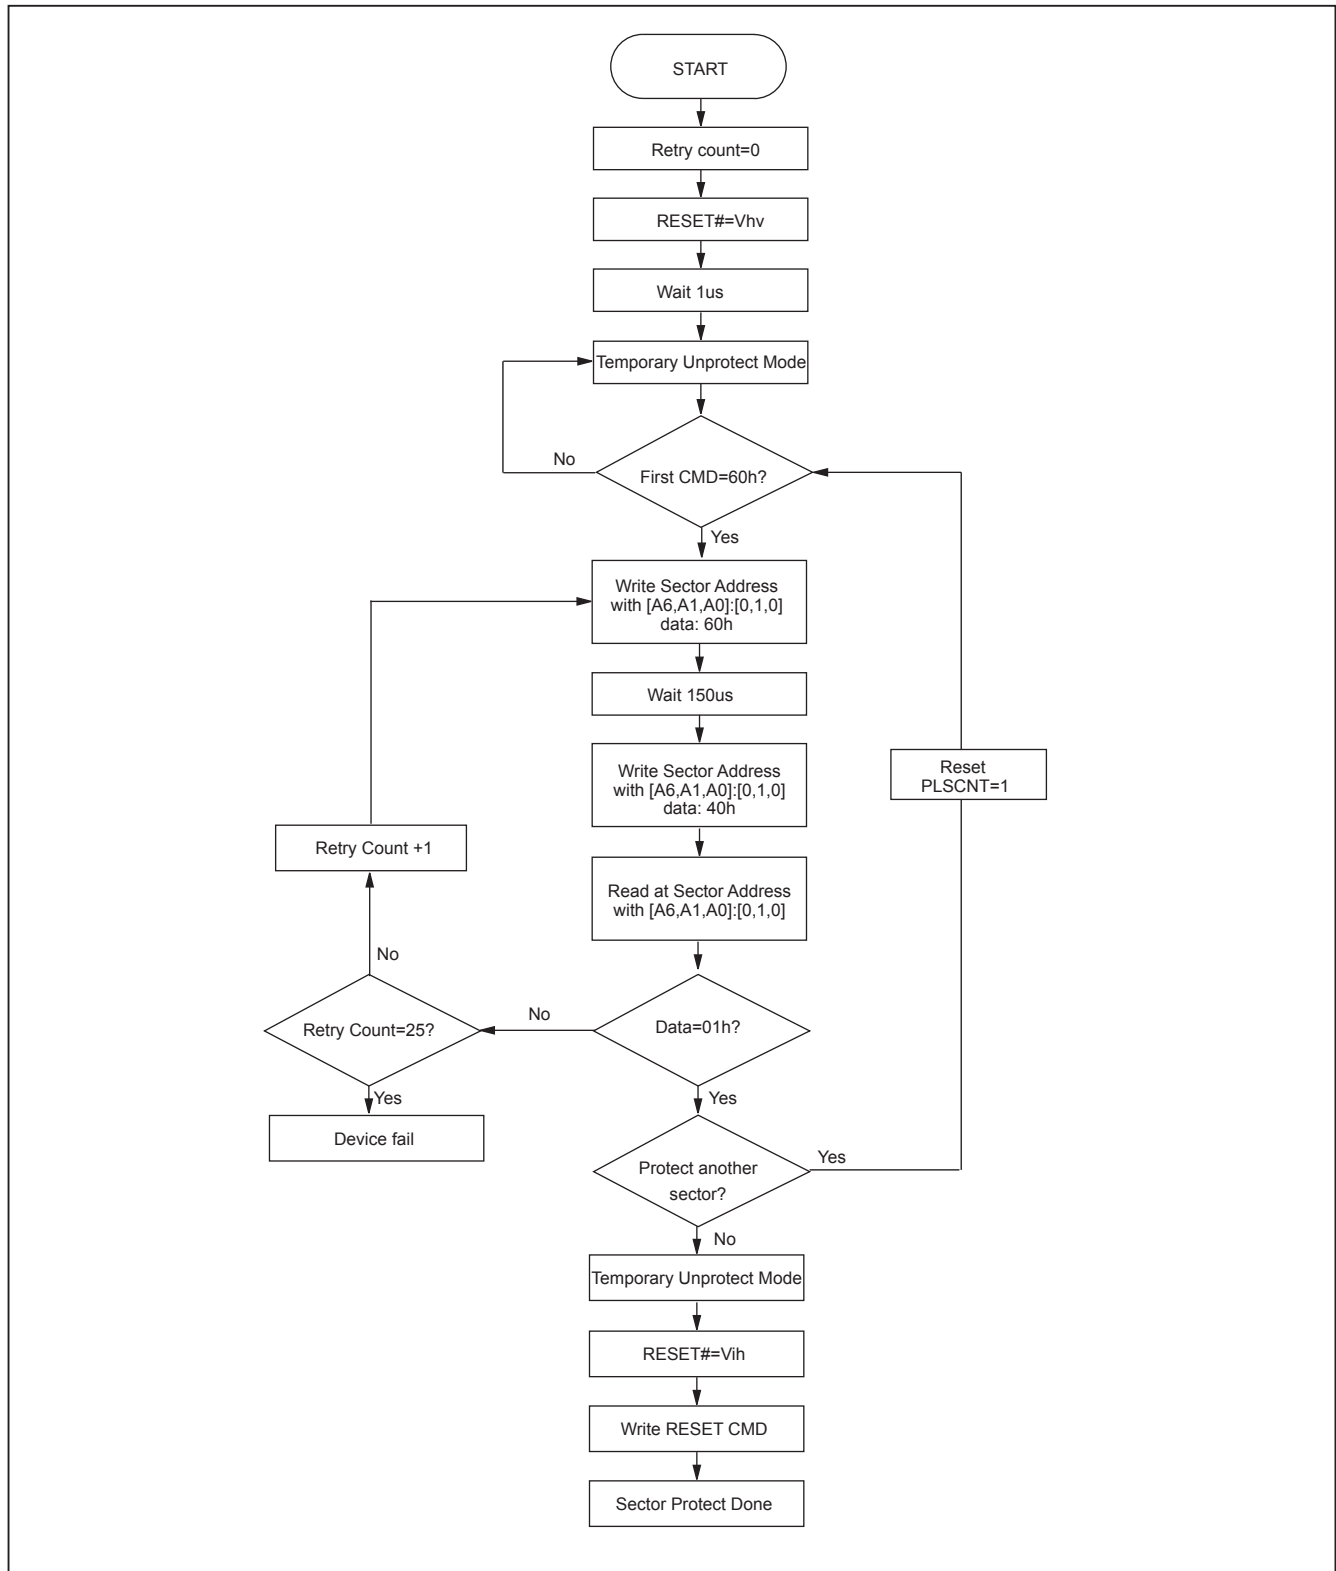 START
Retry count=0
RESET#=Vhv
Wait 1us
Temporary Unprotect Mode
No
First CMD=60h?
Yes
Write Sector Address
with [A6,A1,A0]:[0,1,0]
data: 60h
Wait 150us
Write Sector Address
with [A6,A1,A0]:[0,1,0]
data: 40h
Reset
PLSCNT=1
Retry Count +1
Read at Sector Address
with [A6,A1,A0]:[0,1,0]
No
Retry Count=25?
No
Data=01h?
Yes
Device fail
Yes
Protect another
sector?
Yes
No
Temporary Unprotect Mode
RESET#=Vih
Write RESET CMD
Sector Protect Done